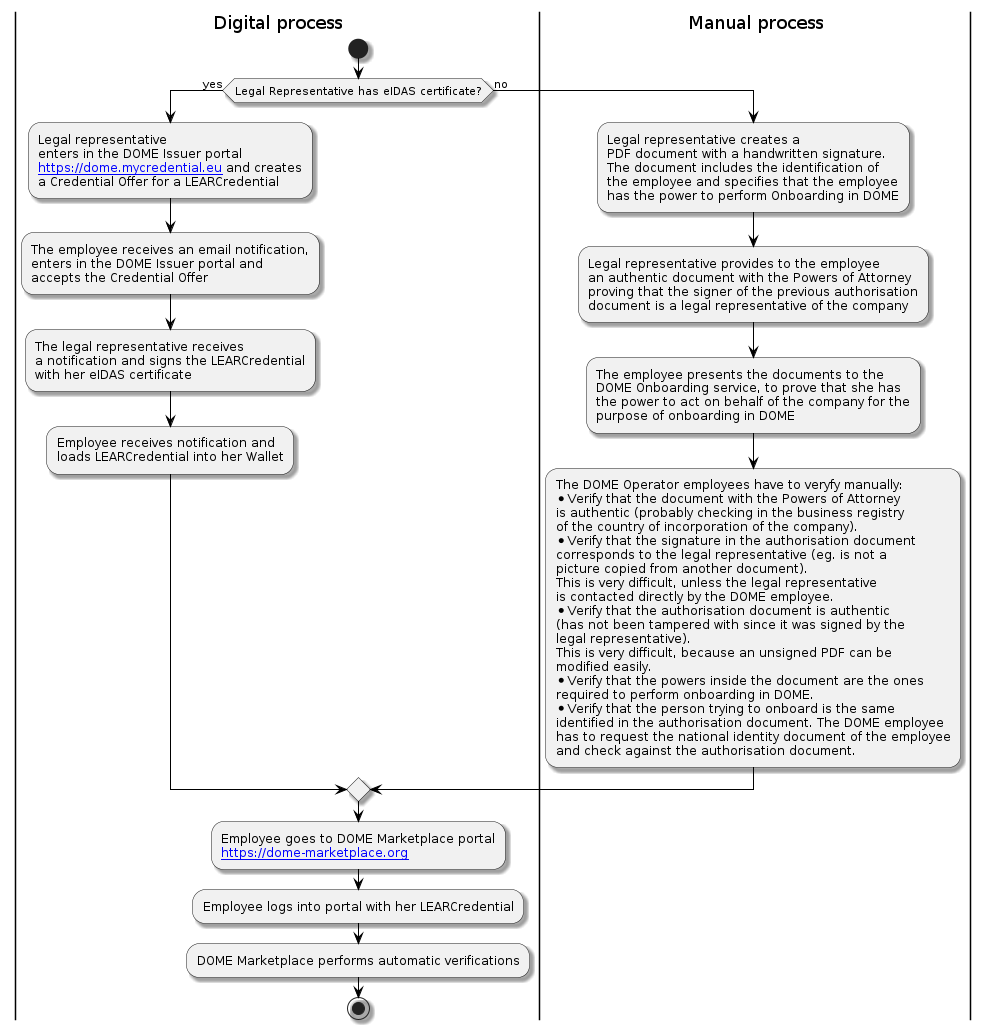 Digital process
Manual process
Legal Representative has eIDAS certificate?
yes
no
Legal representative
enters in the DOME Issuer portal
https://dome.mycredential.eu and creates
a Credential Offer for a LEARCredential
The employee receives an email notification,
enters in the DOME Issuer portal and
accepts the Credential Offer
The legal representative receives
a notification and signs the LEARCredential
with her eIDAS certificate
Employee receives notification and
loads LEARCredential into her Wallet
Legal representative creates a
PDF document with a handwritten signature.
The document includes the identification of
the employee and specifies that the employee
has the power to perform Onboarding in DOME
Legal representative provides to the employee
an authentic document with the Powers of Attorney
proving that the signer of the previous authorisation
document is a legal representative of the company
The employee presents the documents to the
DOME Onboarding service, to prove that she has
the power to act on behalf of the company for the
purpose of onboarding in DOME
The DOME Operator employees have to veryfy manually:
• Verify that the document with the Powers of Attorney
is authentic (probably checking in the business registry
of the country of incorporation of the company).
• Verify that the signature in the authorisation document
corresponds to the legal representative (eg. is not a
picture copied from another document).
This is very difficult, unless the legal representative
is contacted directly by the DOME employee.
• Verify that the authorisation document is authentic
(has not been tampered with since it was signed by the
legal representative).
This is very difficult, because an unsigned PDF can be
modified easily.
• Verify that the powers inside the document are the ones
required to perform onboarding in DOME.
• Verify that the person trying to onboard is the same
identified in the authorisation document. The DOME employee
has to request the national identity document of the employee
and check against the authorisation document.
Employee goes to DOME Marketplace portal
https://dome-marketplace.org
Employee logs into portal with her LEARCredential
DOME Marketplace performs automatic verifications